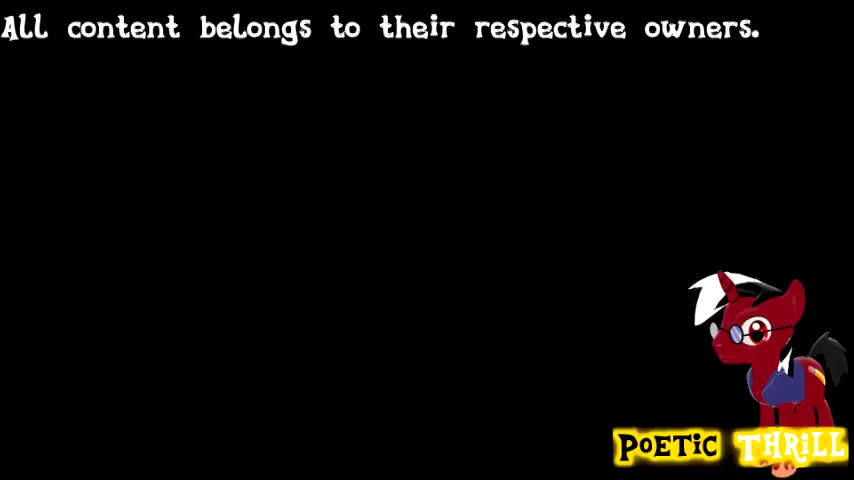 All content belongs to their respective owners.
POETIC THRILL